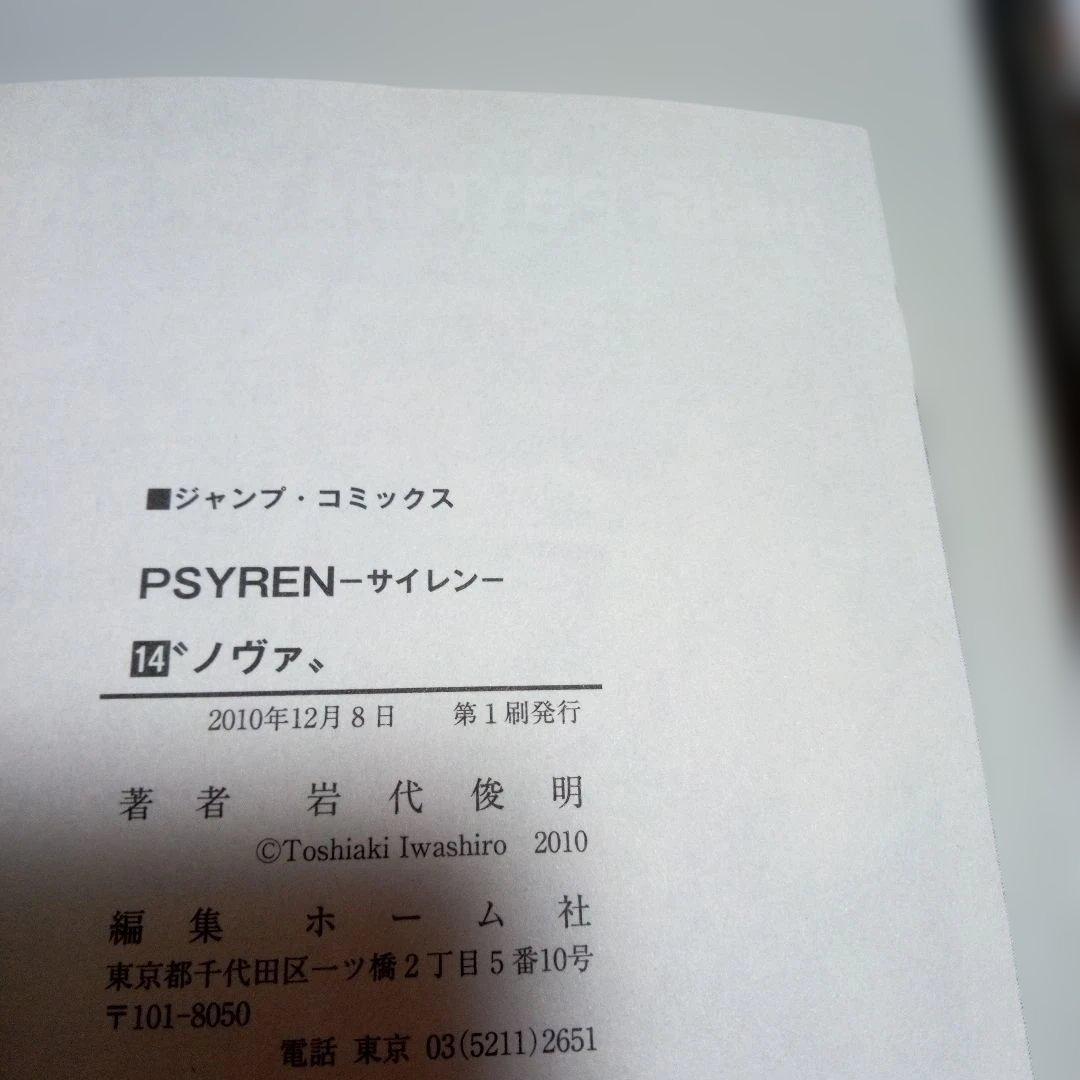 ■ジャンプ・コミックス
PSYREN－サイレン－
14〝ノヴァ〟
2010年12月8日　第1刷発行
著者　岩代俊明
©Toshiaki Iwashiro 2010
編集　ホーム社
東京都千代田区一ツ橋2丁目5番10号
〒101-8050
電話 東京 03(5211)2651